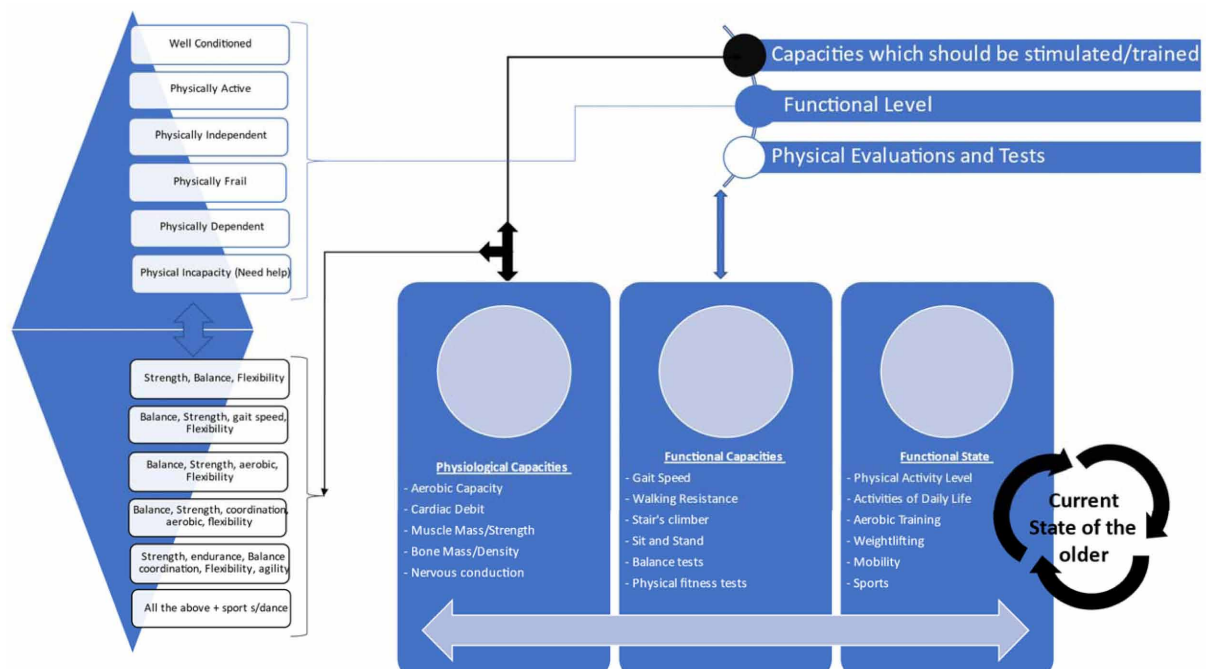 Well Conditioned
Physically Active
Physically Independent
Physically Frail
Physically Dependent
Physical Incapacity (Need help)
Strength, Balance, Flexibility
Balance, Strength, gait speed,
Flexibility
Balance, Strength, aerobic,
Flexibility
Balance, Strength, coordination,
aerobic, flexibility
Strength, endurance, Balance
coordination, Flexibility, agility
All the above + sport s/dance
Capacities which should be stimulated/trained
Functional Level
Physical Evaluations and Tests
Physiological Capacities
- Aerobic Capacity
- Cardiac Debit
- Muscle Mass/Strength
- Bone Mass/Density
- Nervous conduction
Functional Capacities
- Gait Speed
- Walking Resistance
- Stair's climber
- Sit and Stand
- Balance tests
- Physical fitness tests
Functional State
- Physical Activity Level
- Activities of Daily Life
- Aerobic Training
- Weightlifting
- Mobility
- Sports
Current
State of the
older